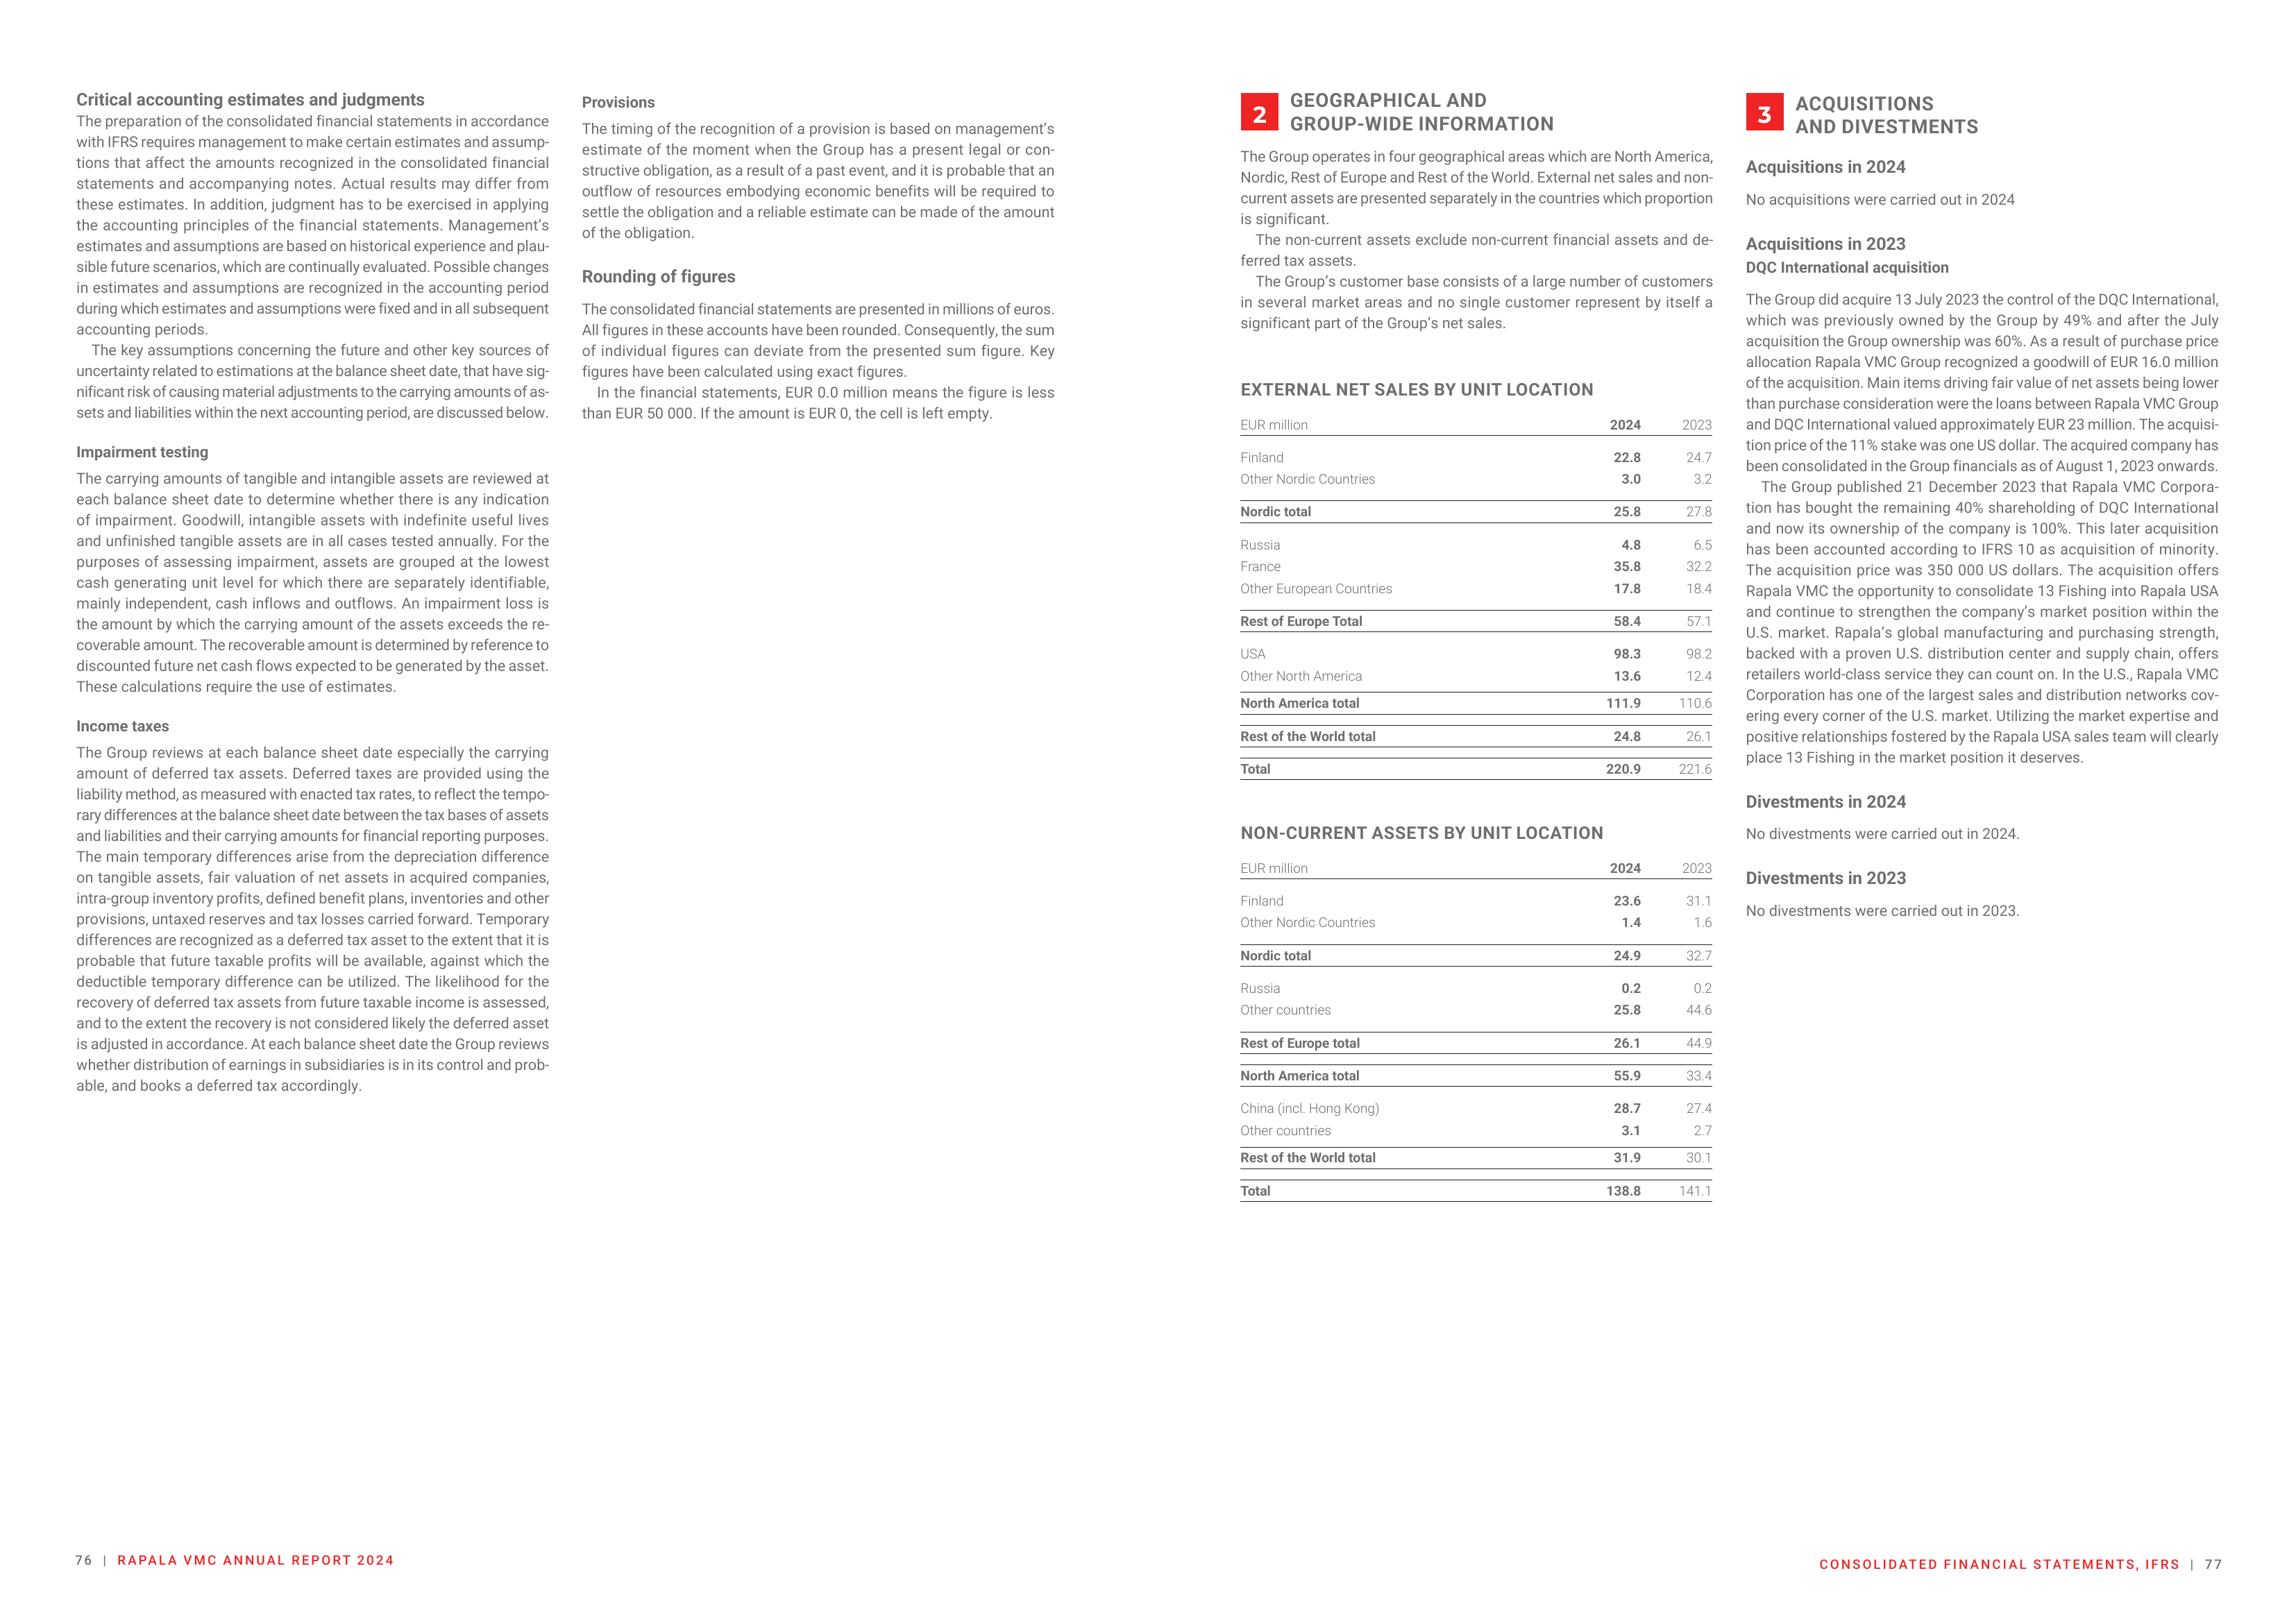 Critical accounting estimates and judgments
The preparation of the consolidated financial statements in accordance
with IFRS requires management to make certain estimates and assump-
tions that affect the amounts recognized in the consolidated financial
statements and accompanying notes. Actual results may differ from
these estimates. In addition, judgment has to be exercised in applying
the accounting principles of the financial statements. Management's
estimates and assumptions are based on historical experience and plau-
sible future scenarios, which are continually evaluated. Possible changes
in estimates and assumptions are recognized in the accounting period
during which estimates and assumptions were fixed and in all subsequent
accounting periods.
The key assumptions concerning the future and other key sources of
uncertainty related to estimations at the balance sheet date, that have sig-
nificant risk of causing material adjustments to the carrying amounts of as-
sets and liabilities within the next accounting period, are discussed below.
Impairment testing
The carrying amounts of tangible and intangible assets are reviewed at
each balance sheet date to determine whether there is any indication
of impairment. Goodwill, intangible assets with indefinite useful lives
and unfinished tangible assets are in all cases tested annually. For the
purposes of assessing impairment, assets are grouped at the lowest
cash generating unit level for which there are separately identifiable,
mainly independent, cash inflows and outflows. An impairment loss is
the amount by which the carrying amount of the assets exceeds the re-
coverable amount. The recoverable amount is determined by reference to
discounted future net cash flows expected to be generated by the asset.
These calculations require the use of estimates.
Income taxes
The Group reviews at each balance sheet date especially the carrying
amount of deferred tax assets. Deferred taxes are provided using the
liability method, as measured with enacted tax rates, to reflect the tempo-
rary differences at the balance sheet date between the tax bases of assets
and liabilities and their carrying amounts for financial reporting purposes.
The main temporary differences arise from the depreciation difference
on tangible assets, fair valuation of net assets in acquired companies,
intra-group inventory profits, defined benefit plans, inventories and other
provisions, untaxed reserves and tax losses carried forward. Temporary
differences are recognized as a deferred tax asset to the extent that it is
probable that future taxable profits will be available, against which the
deductible temporary difference can be utilized. The likelihood for the
recovery of deferred tax assets from future taxable income is assessed,
and to the extent the recovery is not considered likely the deferred asset
is adjusted in accordance. At each balance sheet date the Group reviews
whether distribution of earnings in subsidiaries is in its control and prob-
able, and books a deferred tax accordingly.
Provisions
The timing of the recognition of a provision is based on management's
estimate of the moment when the Group has a present legal or con-
structive obligation, as a result of a past event, and it is probable that an
outflow of resources embodying economic benefits will be required to
settle the obligation and a reliable estimate can be made of the amount
of the obligation.
Rounding of figures
The consolidated financial statements are presented in millions of euros.
All figures in these accounts have been rounded. Consequently, the sum
of individual figures can deviate from the presented sum figure. Key
figures have been calculated using exact figures.
In the financial statements, EUR 0.0 million means the figure is less
than EUR 50 000. If the amount is EUR 0, the cell is left empty.
76 | RAPALA VMC ANNUAL REPORT 2024
2 GEOGRAPHICAL AND
GROUP-WIDE INFORMATION
The Group operates in four geographical areas which are North America,
Nordic, Rest of Europe and Rest of the World. External net sales and non-
current assets are presented separately in the countries which proportion
is significant.
The non-current assets exclude non-current financial assets and de-
ferred tax assets.
The Group's customer base consists of a large number of customers
in several market areas and no single customer represent by itself a
significant part of the Group's net sales.
EXTERNAL NET SALES BY UNIT LOCATION
EUR million 2024 2023
Finland 22.8 24.7
Other Nordic Countries 3.0 3.2
Nordic total 25.8 27.8
Russia 4.8 6.5
France 35.8 32.2
Other European Countries 17.8 18.4
Rest of Europe Total 58.4 57.1
USA 98.3 98.2
Other North America 13.6 12.4
North America total 111.9 110.6
Rest of the World total 24.8 26.1
Total 220.9 221.6
NON-CURRENT ASSETS BY UNIT LOCATION
EUR million 2024 2023
Finland 23.6 31.1
Other Nordic Countries 1.4 1.6
Nordic total 24.9 32.7
Russia 0.2 0.2
Other countries 25.8 44.6
Rest of Europe total 26.1 44.9
North America total 55.9 33.4
China (incl. Hong Kong) 28.7 27.4
Other countries 3.1 2.7
Rest of the World total 31.9 30.1
Total 138.8 141.1
3 ACQUISITIONS
AND DIVESTMENTS
Acquisitions in 2024
No acquisitions were carried out in 2024
Acquisitions in 2023
DQC International acquisition
The Group did acquire 13 July 2023 the control of the DQC International,
which was previously owned by the Group by 49% and after the July
acquisition the Group ownership was 60%. As a result of purchase price
allocation Rapala VMC Group recognized a goodwill of EUR 16.0 million
of the acquisition. Main items driving fair value of net assets being lower
than purchase consideration were the loans between Rapala VMC Group
and DQC International valued approximately EUR 23 million. The acquisi-
tion price of the 11% stake was one US dollar. The acquired company has
been consolidated in the Group financials as of August 1, 2023 onwards.
The Group published 21 December 2023 that Rapala VMC Corpora-
tion has bought the remaining 40% shareholding of DQC International
and now its ownership of the company is 100%. This later acquisition
has been accounted according to IFRS 10 as acquisition of minority.
The acquisition price was 350 000 US dollars. The acquisition offers
Rapala VMC the opportunity to consolidate 13 Fishing into Rapala USA
and continue to strengthen the company's market position within the
U.S. market. Rapala's global manufacturing and purchasing strength,
backed with a proven U.S. distribution center and supply chain, offers
retailers world-class service they can count on. In the U.S., Rapala VMC
Corporation has one of the largest sales and distribution networks cov-
ering every corner of the U.S. market. Utilizing the market expertise and
positive relationships fostered by the Rapala USA sales team will clearly
place 13 Fishing in the market position it deserves.
Divestments in 2024
No divestments were carried out in 2024.
Divestments in 2023
No divestments were carried out in 2023.
CONSOLIDATED FINANCIAL STATEMENTS, IFRS | 77